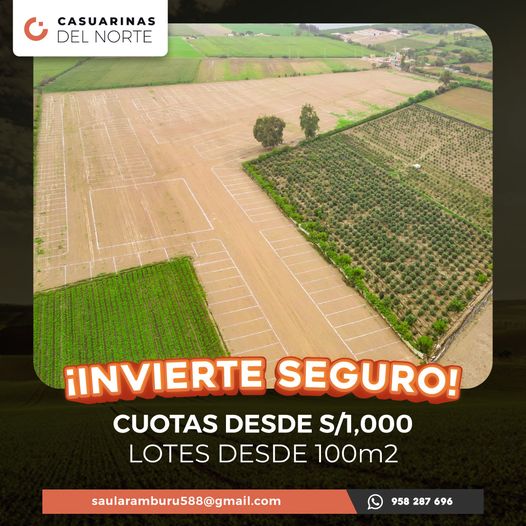 CASUARINAS
DEL NORTE
¡INVIERTE SEGURO!
CUOTAS DESDE S/1,000
LOTES DESDE 100m2
saularamburu588@gmail.com
958 287 696